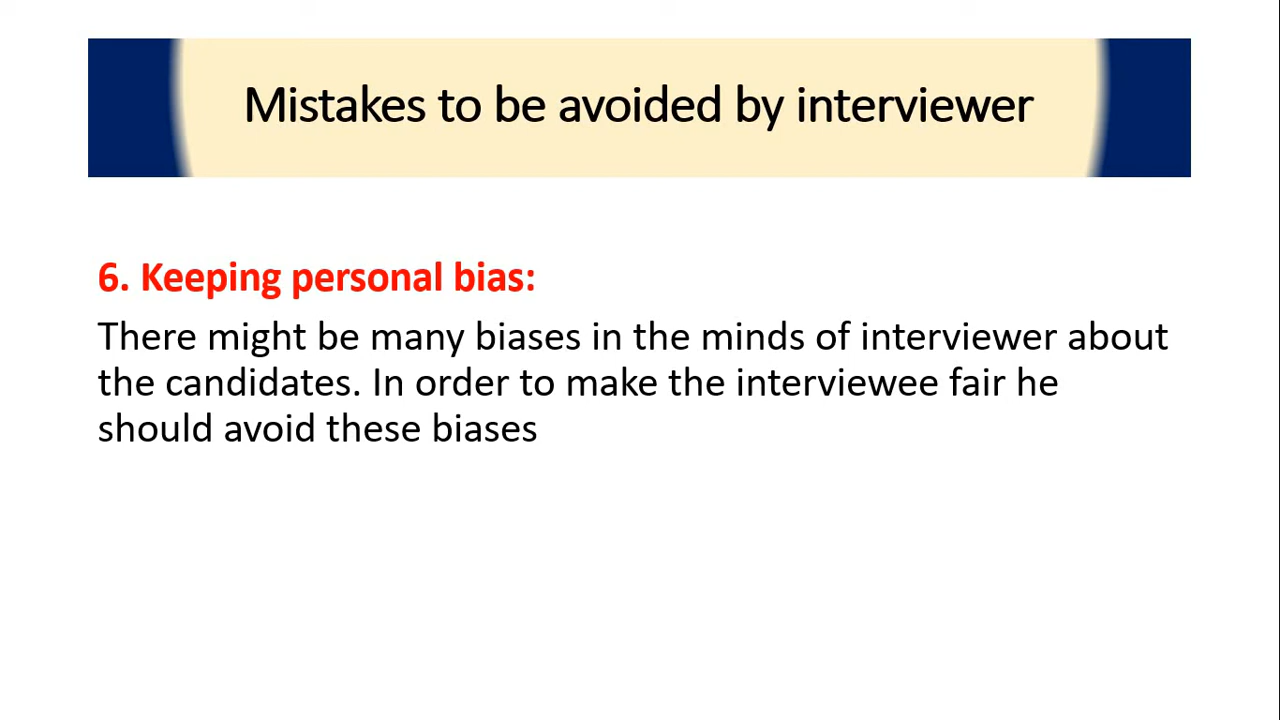 Mistakes to be avoided by interviewer
6. Keeping personal bias:
There might be many biases in the minds of interviewer about
the candidates. In order to make the interviewee fair he
should avoid these biases